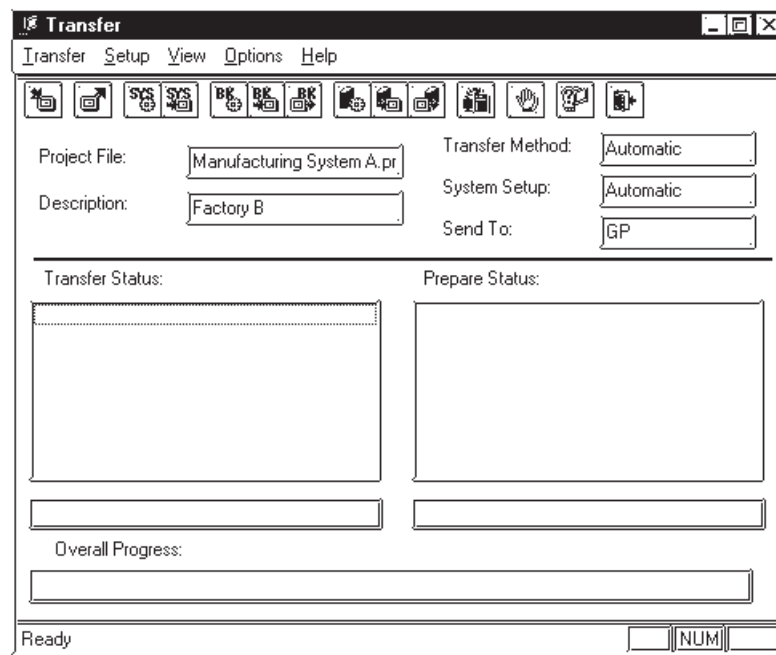 Transfer
Transfer Setup View Options Help
SYS SYS BK BK BK
Project File: Manufacturing System A.pr
Description: Factory B
Transfer Method: Automatic
System Setup: Automatic
Send To: GP
Transfer Status:
Prepare Status:
Overall Progress:
Ready
NUM